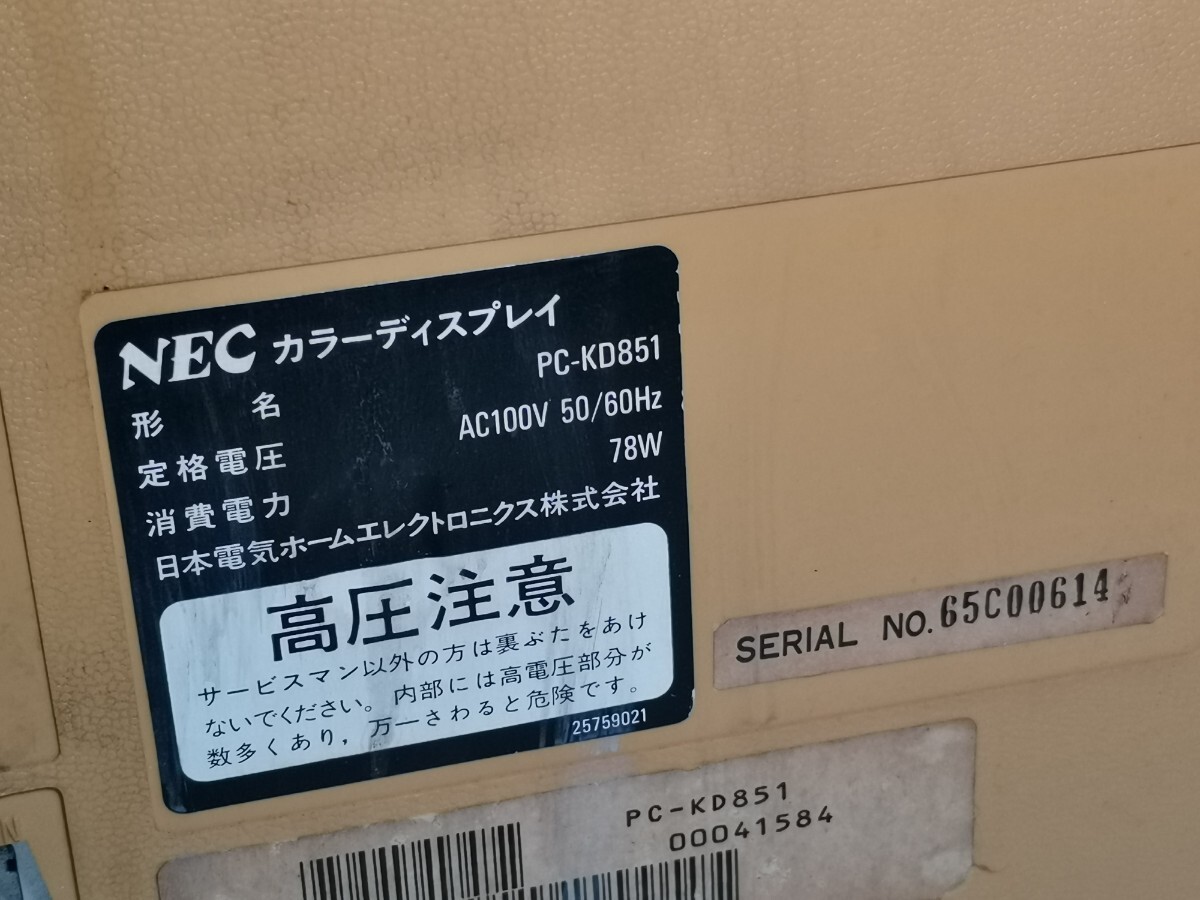 NEC カラーディスプレイ
形名 PC-KD851
定格電圧 AC100V 50/60Hz
消費電力 78W
日本電気ホームエレクトロニクス株式会社
高圧注意
サービスマン以外の方は裏ぶたをあけ
ないでください。内部には高電圧部分が
数多くあり，万一さわると危険です。
25759021
SERIAL NO. 65C00614
PC-KD851
00041584